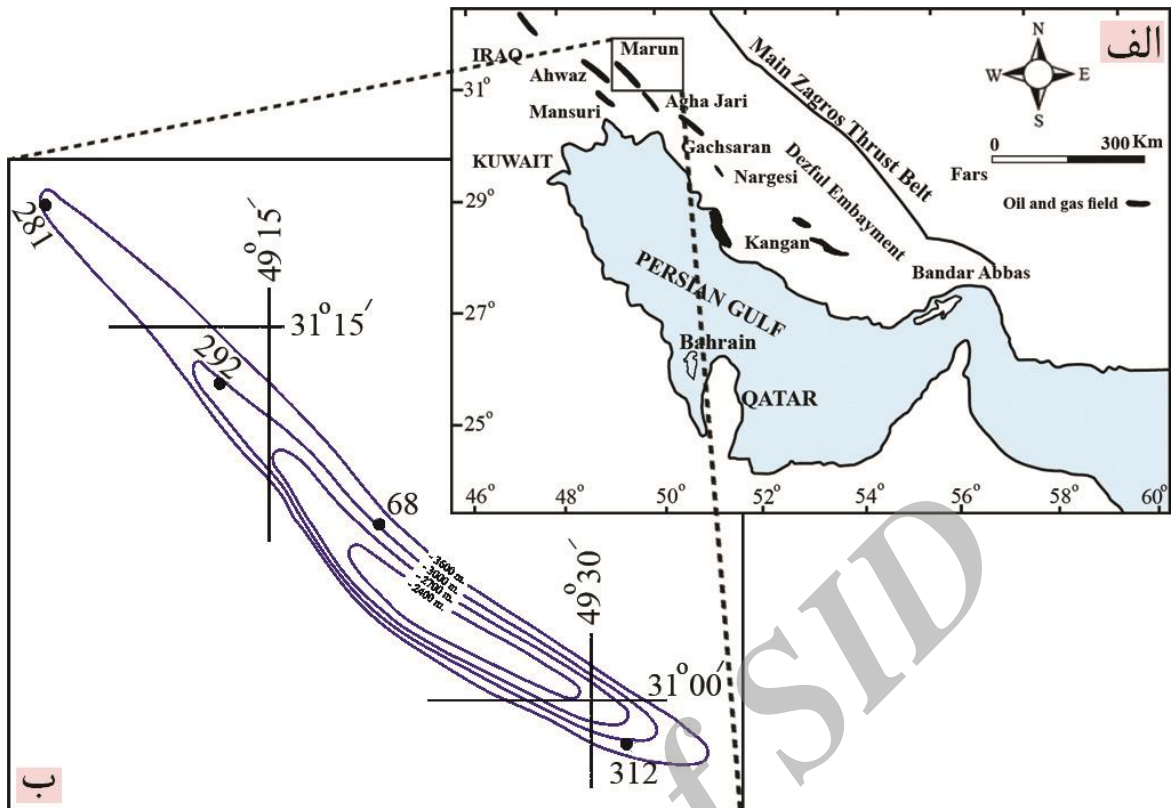 الف
IRAQ
Marun
Ahwaz
Mansuri
Agha Jari
Gachsaran
KUWAIT
Nargesi
Kangan
Main Zagros Thrust Belt
Dezful Embayment
Fars
N
W
E
S
0 300 Km
Oil and gas field
Bandar Abbas
PERSIAN GULF
Bahrain
QATAR
31°
29°
27°
25°
46° 48° 50° 52° 54° 56° 58° 60°
281
49° 15′
31° 15′
292
68
- 3600 m.
- 3000 m.
- 2700 m.
- 2400 m.
49° 30′
31° 00′
312
ب
of SID